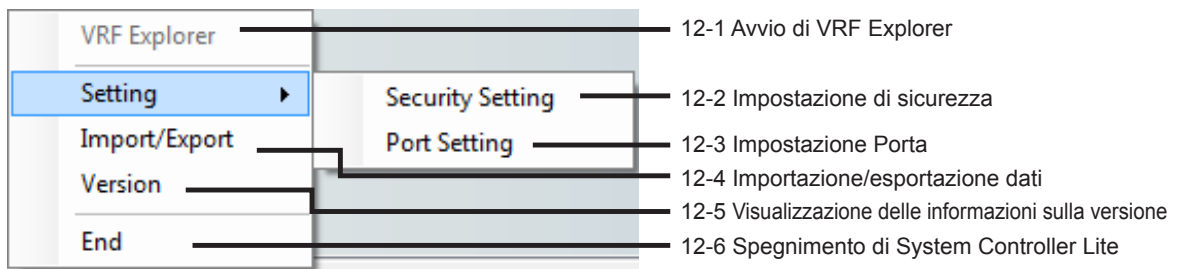 VRF Explorer
Setting
Import/Export
Version
End
Security Setting
Port Setting
12-1 Avvio di VRF Explorer
12-2 Impostazione di sicurezza
12-3 Impostazione Porta
12-4 Importazione/esportazione dati
12-5 Visualizzazione delle informazioni sulla versione
12-6 Spegnimento di System Controller Lite